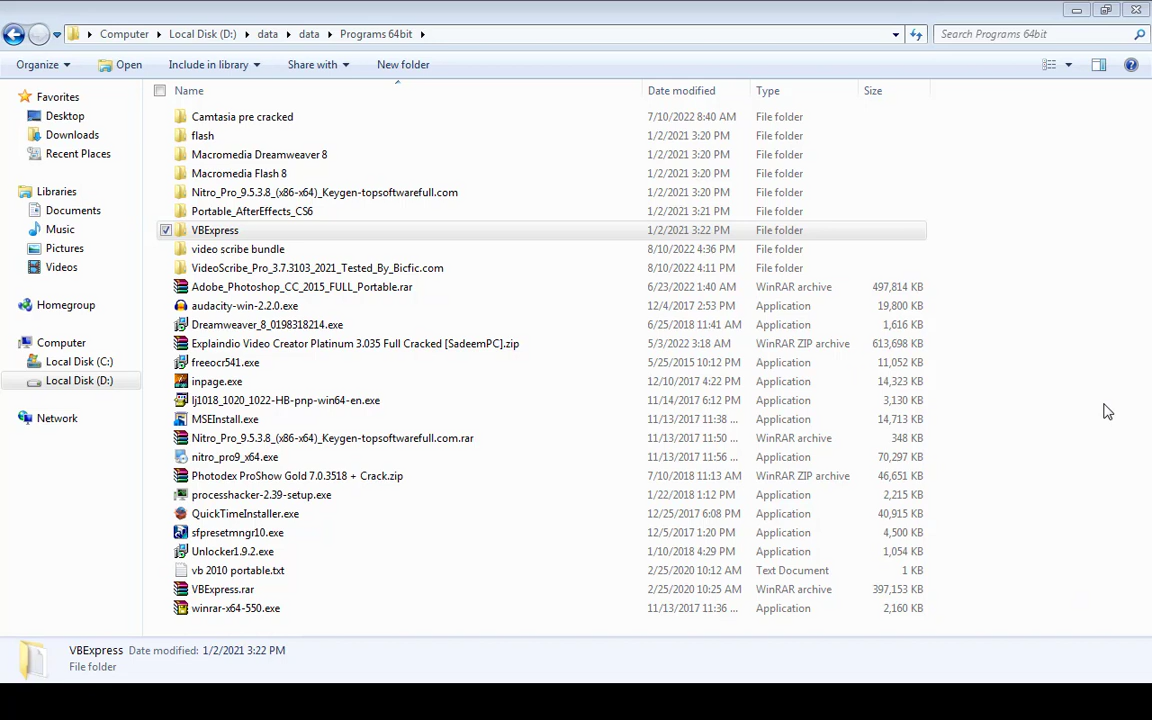 Computer Local Disk (D:) data data Programs 64bit Search Programs 64bit
Organize Open Include in library Share with New folder
Name Date modified Type Size
Favorites
Desktop
Downloads
Recent Places
Libraries
Documents
Music
Pictures
Videos
Homegroup
Computer
Local Disk (C:)
Local Disk (D:)
Network
Camtasia pre cracked 7/10/2022 8:40 AM File folder
flash 1/2/2021 3:20 PM File folder
Macromedia Dreamweaver 8 1/2/2021 3:20 PM File folder
Macromedia Flash 8 1/2/2021 3:20 PM File folder
Nitro_Pro_9.5.3.8_(x86-x64)_Keygen-topsoftwarefull.com 1/2/2021 3:20 PM File folder
Portable_AfterEffects_CS6 1/2/2021 3:21 PM File folder
VBExpress 1/2/2021 3:22 PM File folder
video scribe bundle 8/10/2022 4:36 PM File folder
VideoScribe_Pro_3.7.3103_2021_Tested_By_Bicfic.com 8/10/2022 4:11 PM File folder
Adobe_Photoshop_CC_2015_FULL_Portable.rar 6/23/2022 1:40 AM WinRAR archive 497,814 KB
audacity-win-2.2.0.exe 12/4/2017 2:53 PM Application 19,800 KB
Dreamweaver_8_0198318214.exe 6/25/2018 11:41 AM Application 1,616 KB
Explaindio Video Creator Platinum 3.035 Full Cracked [SadeemPC].zip 5/3/2022 3:18 AM WinRAR ZIP archive 613,698 KB
freeocr541.exe 5/25/2015 10:12 PM Application 11,052 KB
inpage.exe 12/10/2017 4:22 PM Application 14,323 KB
lj1018_1020_1022-HB-pnp-win64-en.exe 11/14/2017 6:12 PM Application 3,130 KB
MSEInstall.exe 11/13/2017 11:38 ... Application 14,713 KB
Nitro_Pro_9.5.3.8_(x86-x64)_Keygen-topsoftwarefull.com.rar 11/13/2017 11:50 ... WinRAR archive 348 KB
nitro_pro9_x64.exe 11/13/2017 11:56 ... Application 70,297 KB
Photodex ProShow Gold 7.0.3518 + Crack.zip 7/10/2018 11:13 AM WinRAR ZIP archive 46,651 KB
processhacker-2.39-setup.exe 1/22/2018 1:12 PM Application 2,215 KB
QuickTimeInstaller.exe 12/25/2017 6:08 PM Application 40,915 KB
sfpresetmngr10.exe 12/5/2017 1:20 PM Application 4,500 KB
Unlocker1.9.2.exe 1/10/2018 4:29 PM Application 1,054 KB
vb 2010 portable.txt 2/25/2020 10:12 AM Text Document 1 KB
VBExpress.rar 2/25/2020 10:25 AM WinRAR archive 397,153 KB
winrar-x64-550.exe 11/13/2017 11:36 ... Application 2,160 KB
VBExpress Date modified: 1/2/2021 3:22 PM
File folder